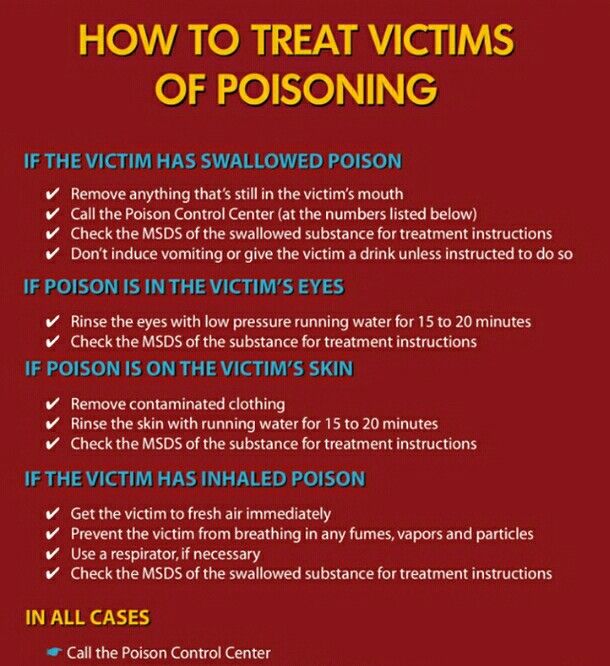 HOW TO TREAT VICTIMS
OF POISONING
IF THE VICTIM HAS SWALLOWED POISON
✔ Remove anything that's still in the victim's mouth
✔ Call the Poison Control Center (at the numbers listed below)
✔ Check the MSDS of the swallowed substance for treatment instructions
✔ Don't induce vomiting or give the victim a drink unless instructed to do so
IF POISON IS IN THE VICTIM'S EYES
✔ Rinse the eyes with low pressure running water for 15 to 20 minutes
✔ Check the MSDS of the substance for treatment instructions
IF POISON IS ON THE VICTIM'S SKIN
✔ Remove contaminated clothing
✔ Rinse the skin with running water for 15 to 20 minutes
✔ Check the MSDS of the substance for treatment instructions
IF THE VICTIM HAS INHALED POISON
✔ Get the victim to fresh air immediately
✔ Prevent the victim from breathing in any fumes, vapors and particles
✔ Use a respirator, if necessary
✔ Check the MSDS of the swallowed substance for treatment instructions
IN ALL CASES
☛ Call the Poison Control Center